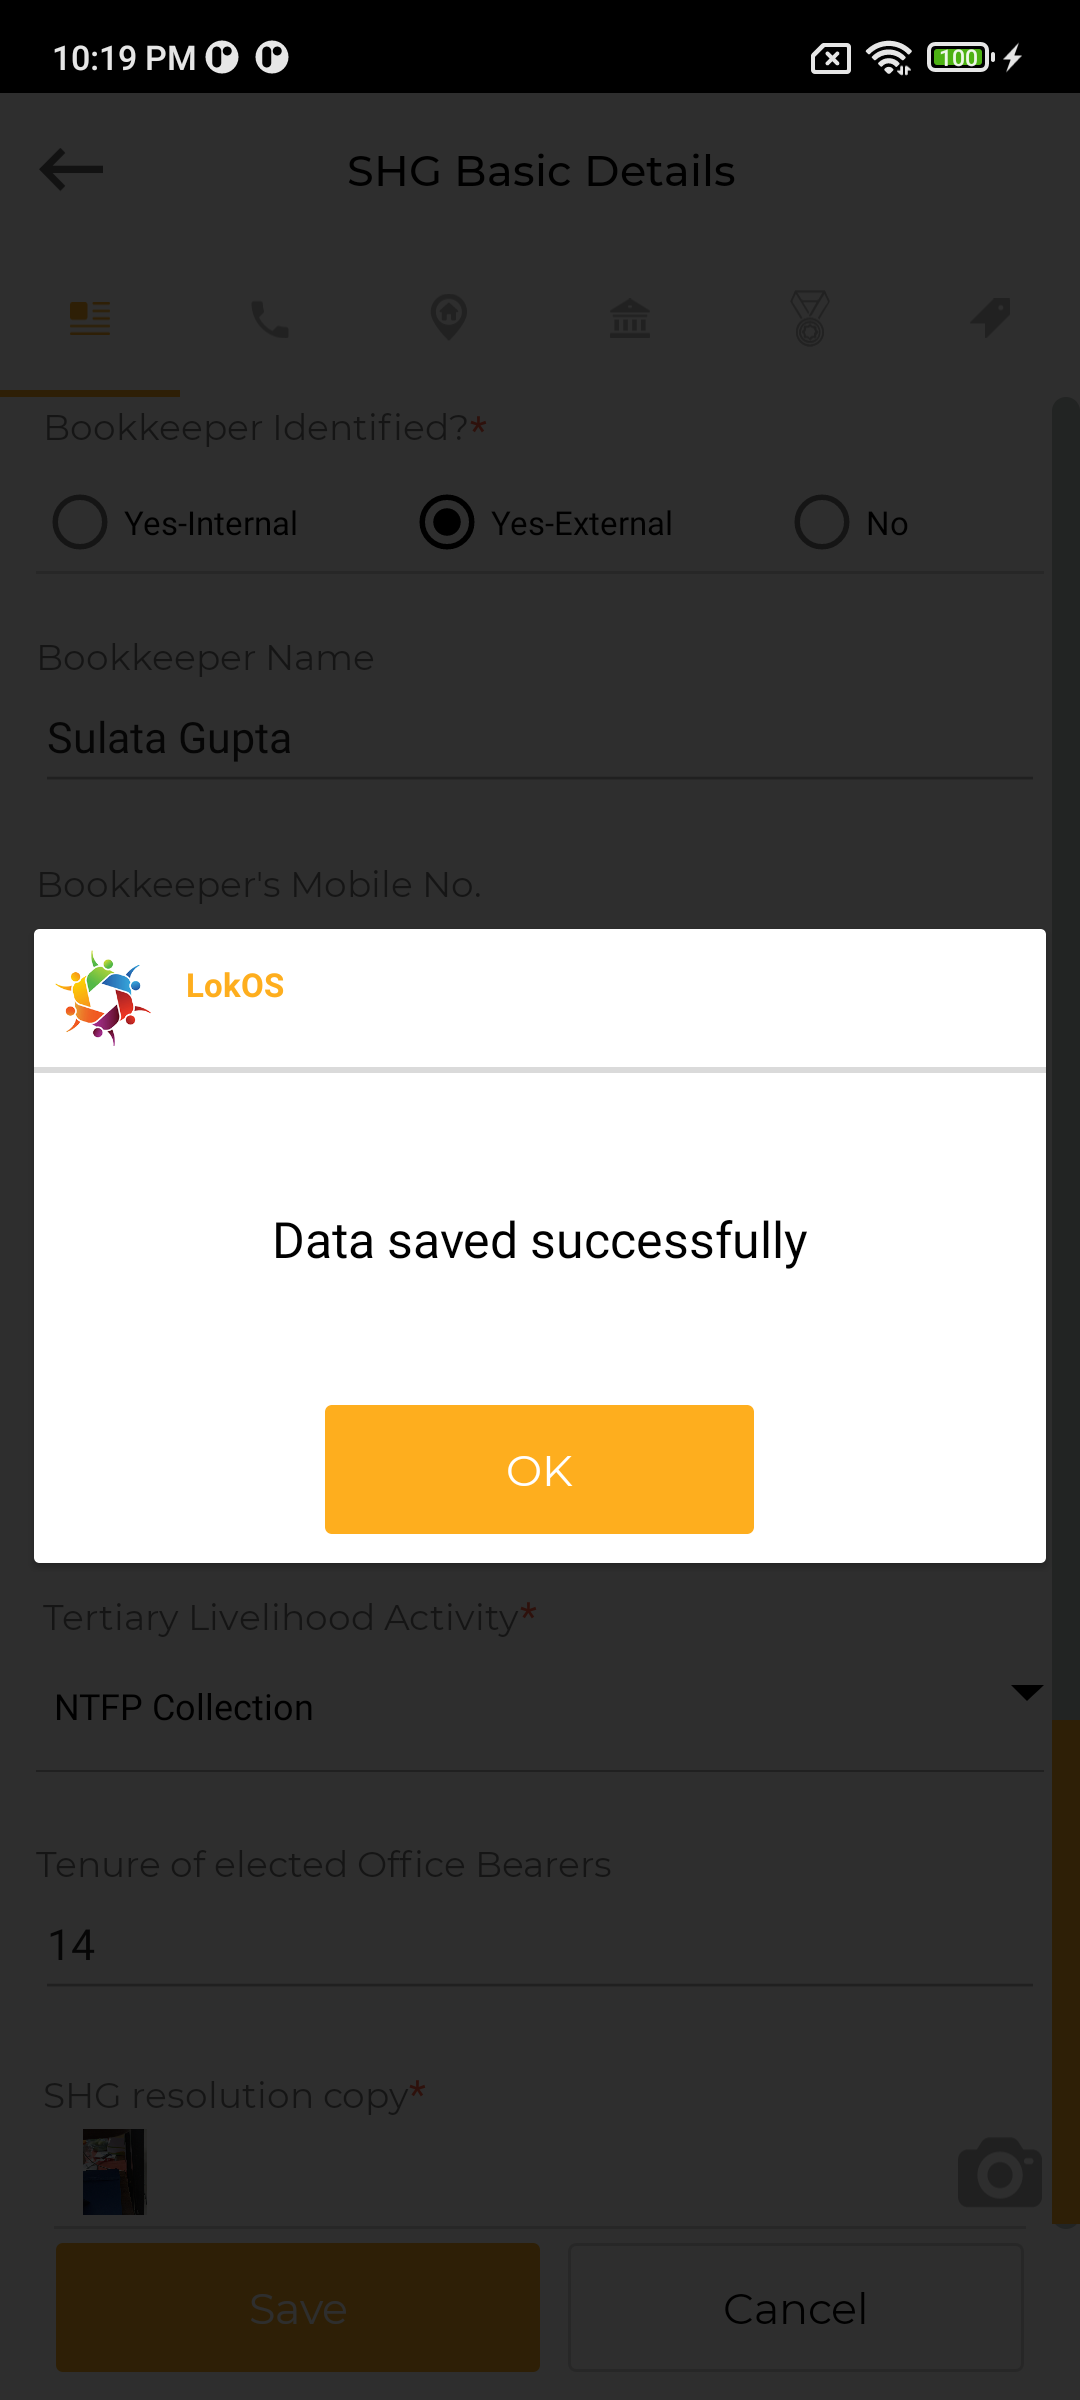 10:19 PM
100
SHG Basic Details
Bookkeeper Identified?*
Yes-Internal Yes-External No
Bookkeeper Name
Sulata Gupta
Bookkeeper's Mobile No.
LokOS
Data saved successfully
OK
Tertiary Livelihood Activity*
NTFP Collection
Tenure of elected Office Bearers
14
SHG resolution copy*
Save Cancel